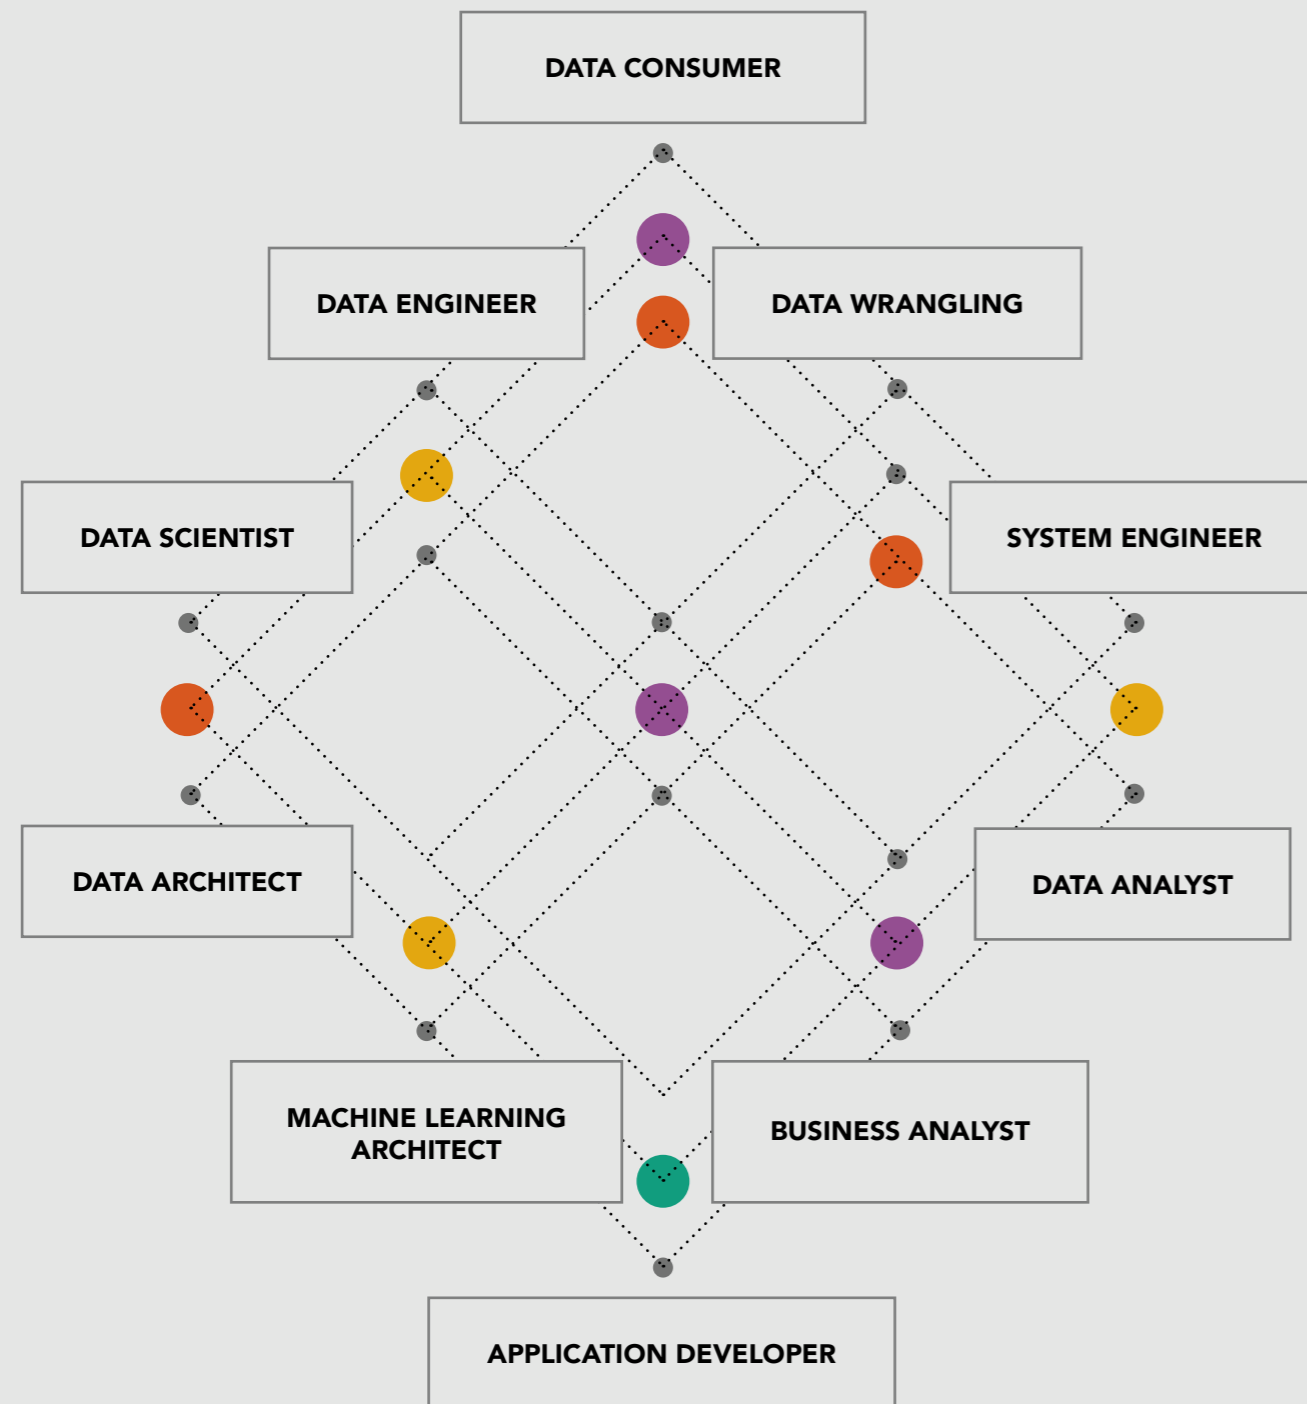 DATA CONSUMER
DATA ENGINEER
DATA WRANGLING
DATA SCIENTIST
SYSTEM ENGINEER
DATA ARCHITECT
DATA ANALYST
MACHINE LEARNING
ARCHITECT
BUSINESS ANALYST
APPLICATION DEVELOPER